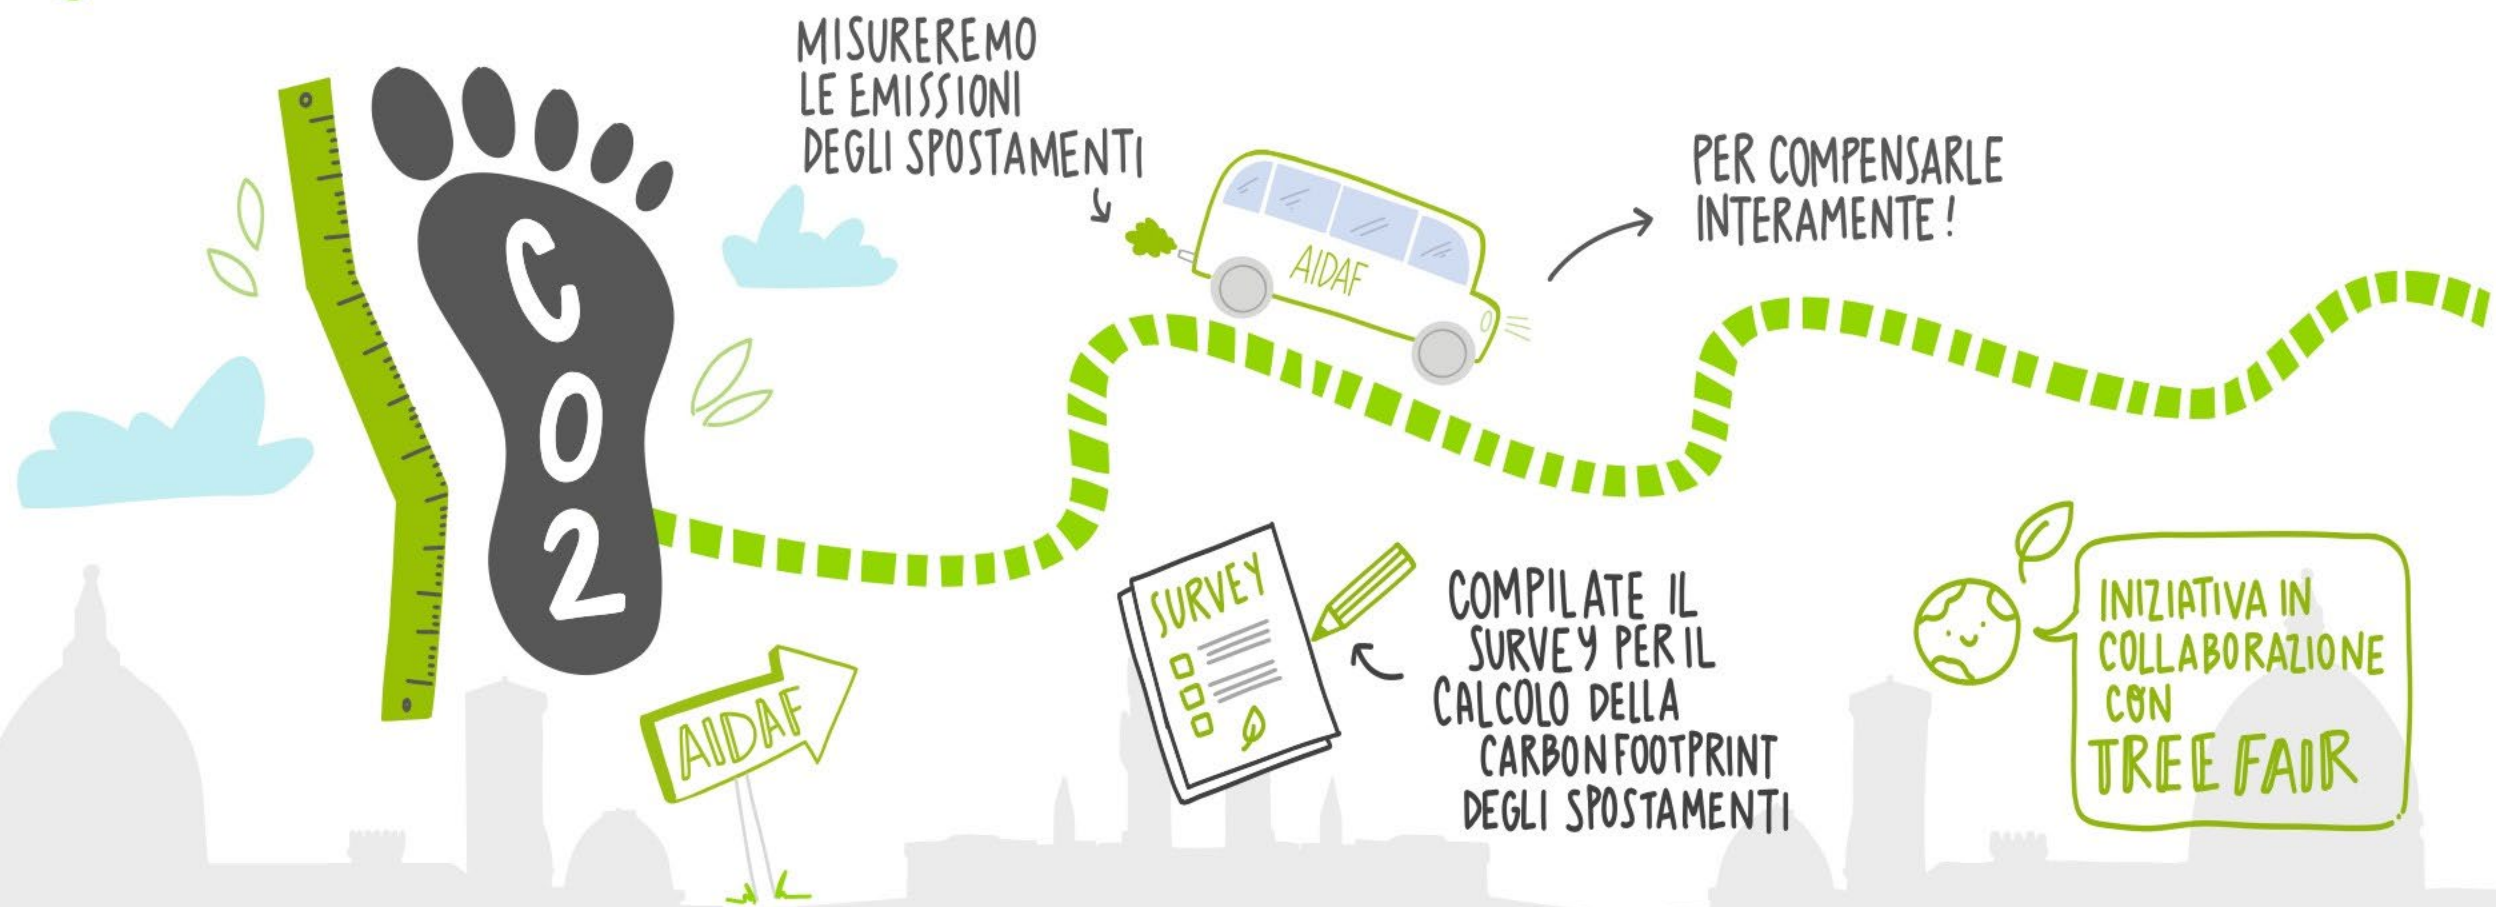 MISUREREMO
LE EMISSIONI
DEGLI SPOSTAMENTI
AIDAF
PER COMPENSARLE
INTERAMENTE!
C
O
2
AIDAF
SURVEY
COMPILATE IL
SURVEY PER IL
CALCOLO DELLA
CARBONFOOTPRINT
DEGLI SPOSTAMENTI
INIZIATIVA IN
COLLABORAZIONE
CON
TREE FAIR